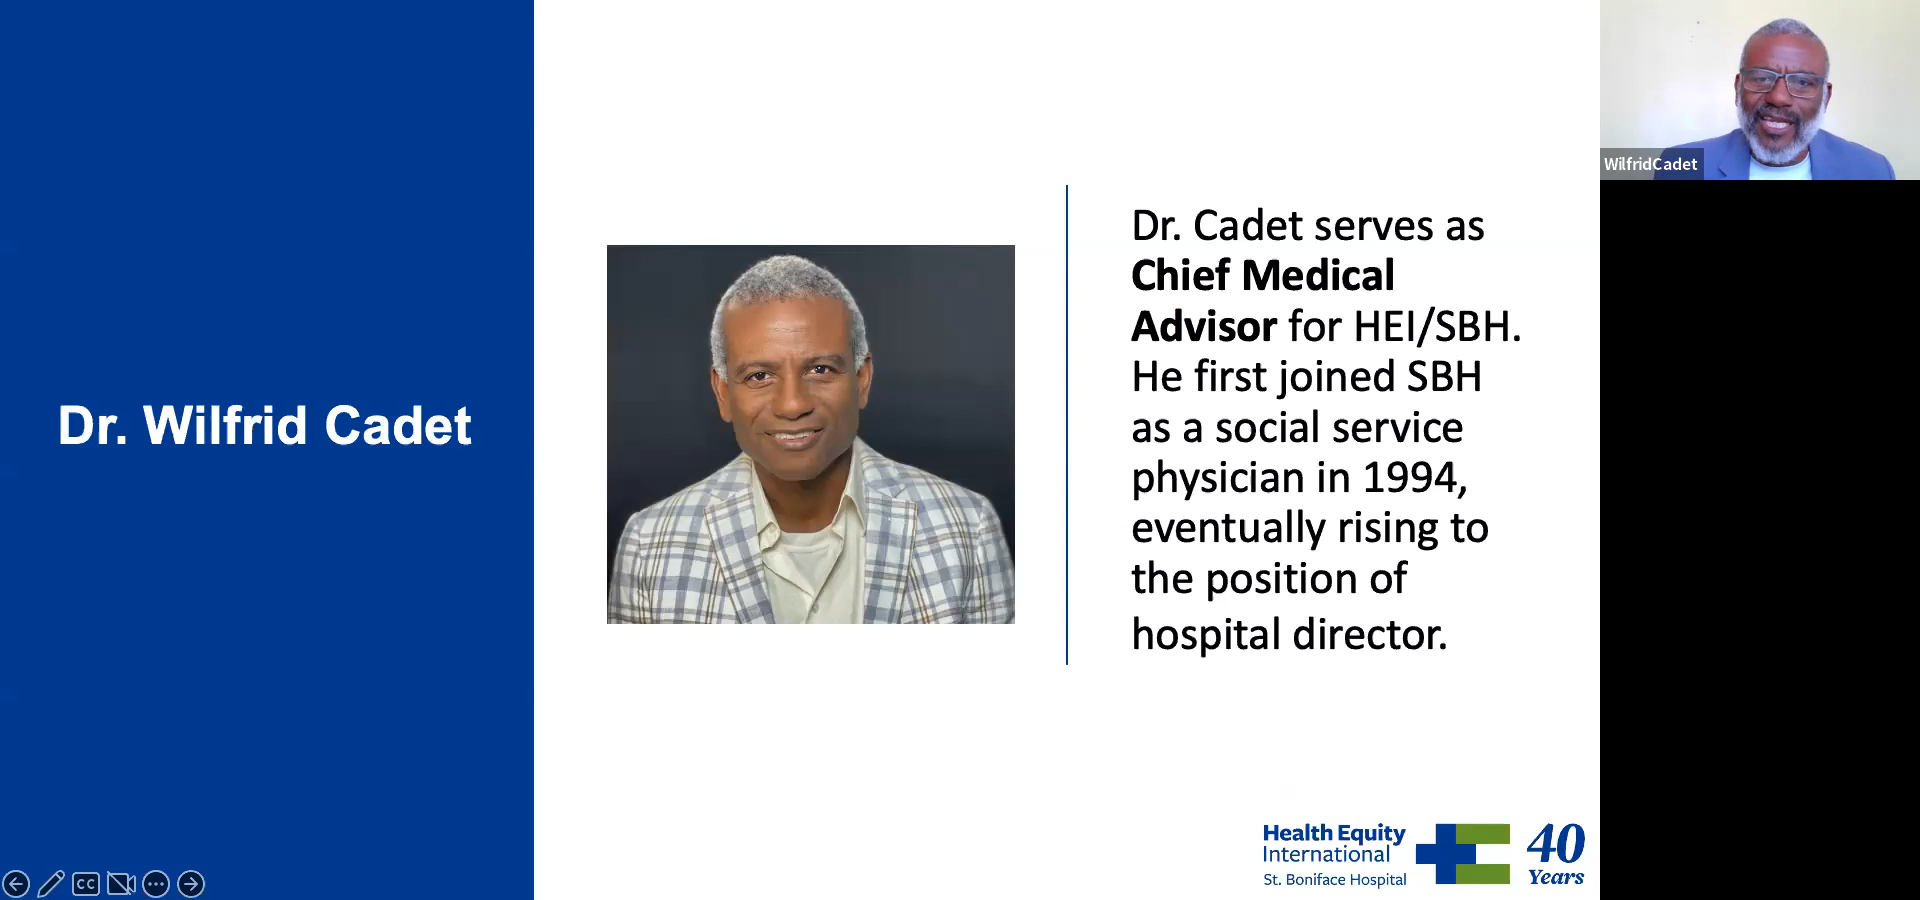 Dr. Wilfrid Cadet
Dr. Cadet serves as
Chief Medical
Advisor for HEI/SBH.
He first joined SBH
as a social service
physician in 1994,
eventually rising to
the position of
hospital director.
WilfridCadet
Health Equity
International
St. Boniface Hospital
40
Years
CC